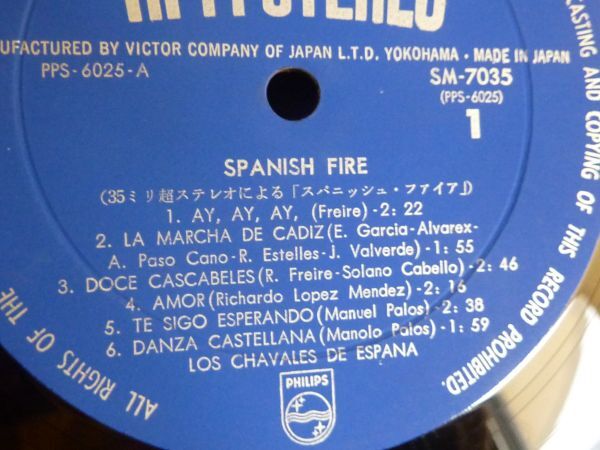 HI-FI STEREO
MANUFACTURED BY VICTOR COMPANY OF JAPAN L.T.D. YOKOHAMA • MADE IN JAPAN
PPS-6025-A
SM-7035
(PPS-6025)
1
SPANISH FIRE
(35ミリ超ステレオによる「スパニッシュ・ファイア」)
1. AY, AY, AY, (Freire)-2: 22
2. LA MARCHA DE CADIZ(E. Garcia-Alvarex-
A. Paso Cano-R. Estelles-J. Valverde)-1: 55
3. DOCE CASCABELES(R. Freire-Solano Cabello)-2: 46
4. AMOR(Richardo Lopez Mendez)-2: 16
5. TE SIGO ESPERANDO(Manuel Palos)-2: 38
6. DANZA CASTELLANA(Manolo Palos)-1: 59
LOS CHAVALES DE ESPANA
PHILIPS
ALL RIGHTS OF THE
CASTING AND COPYING OF THIS RECORD PROHIBITED.